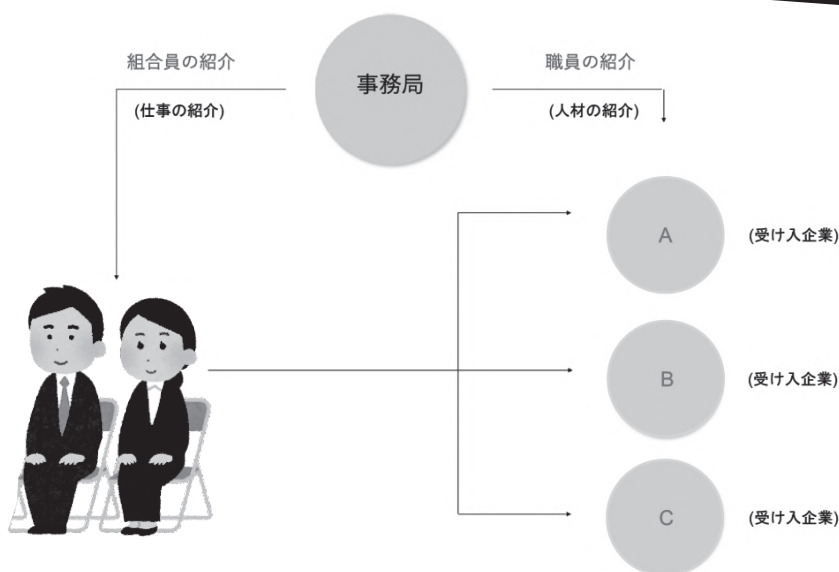 事務局
組合員の紹介
(仕事の紹介)
職員の紹介
(人材の紹介)
A
(受け入企業)
B
(受け入企業)
C
(受け入企業)